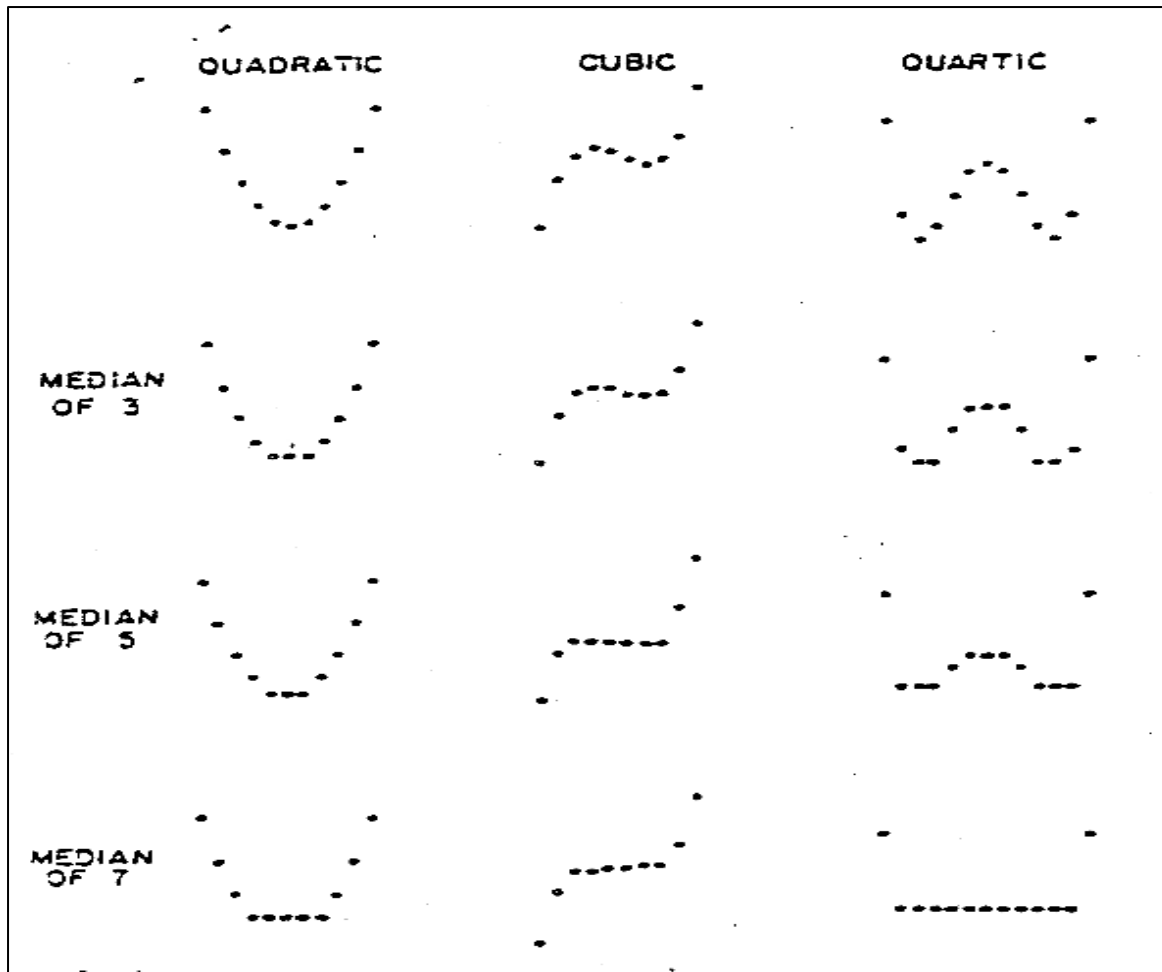 QUADRATIC CUBIC QUARTIC
MEDIAN
OF 3
MEDIAN
OF 5
MEDIAN
OF 7